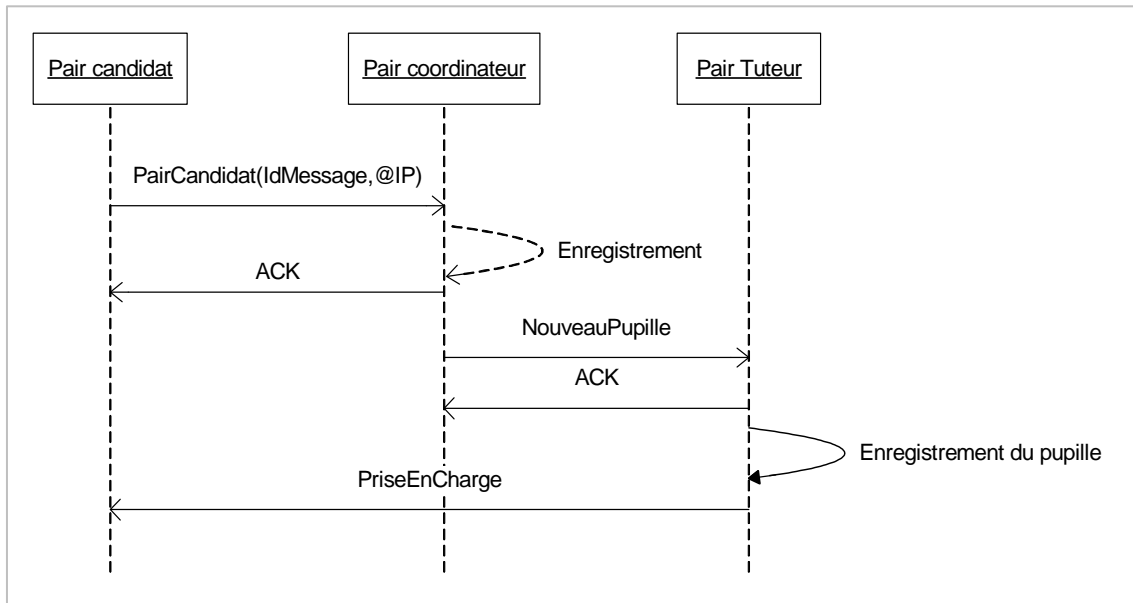 Pair candidat
Pair coordinateur
Pair Tuteur
PairCandidat(IdMessage,@IP)
Enregistrement
ACK
NouveauPupille
ACK
Enregistrement du pupille
PriseEnCharge